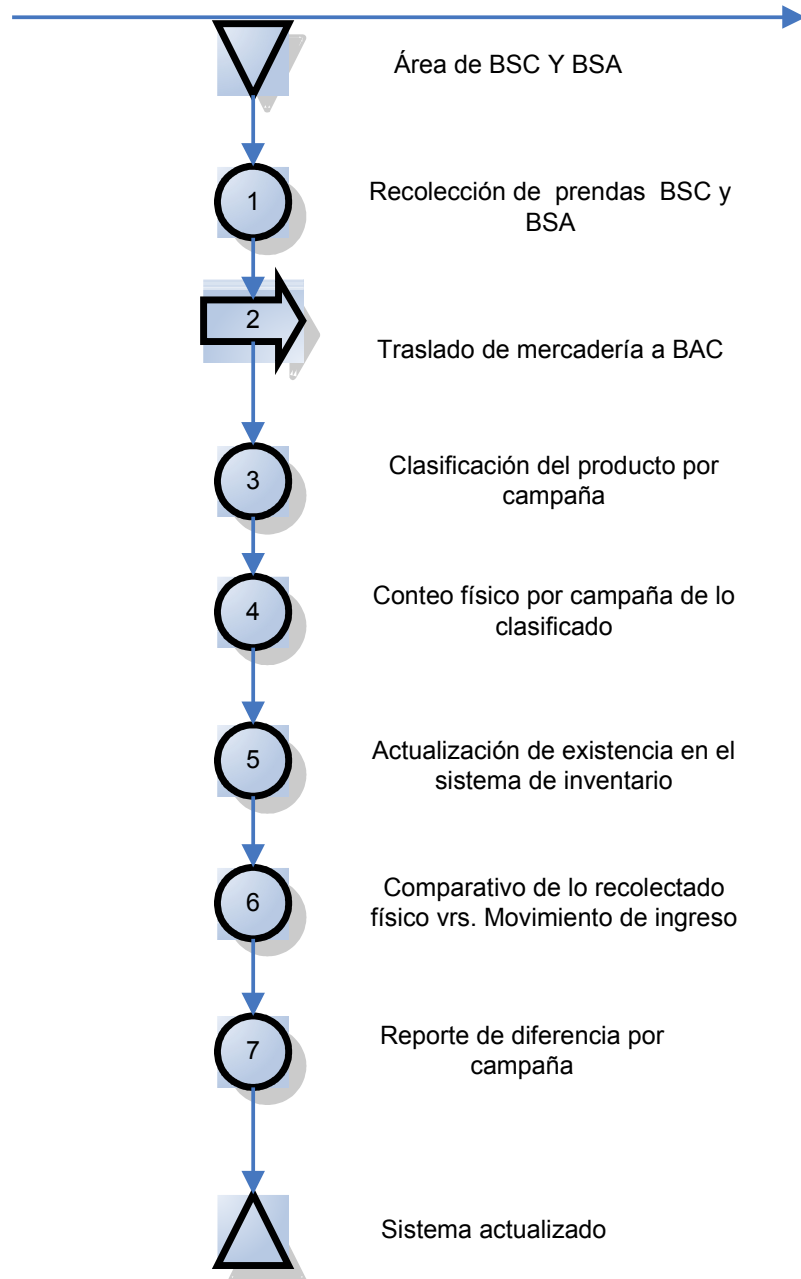 Área de BSC Y BSA
1
Recolección de prendas BSC y
BSA
2
Traslado de mercadería a BAC
3
Clasificación del producto por
campaña
4
Conteo físico por campaña de lo
clasificado
5
Actualización de existencia en el
sistema de inventario
6
Comparativo de lo recolectado
físico vrs. Movimiento de ingreso
7
Reporte de diferencia por
campaña
Sistema actualizado